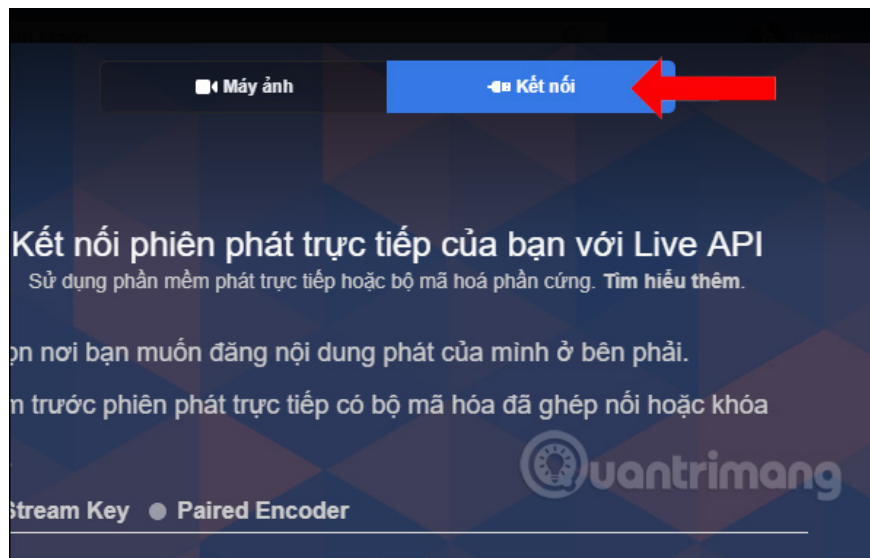 Máy ảnh
Kết nối
Kết nối phiên phát trực tiếp của bạn với Live API
Sử dụng phần mềm phát trực tiếp hoặc bộ mã hoá phần cứng. Tìm hiểu thêm.
ọn nơi bạn muốn đăng nội dung phát của mình ở bên phải.
m trước phiên phát trực tiếp có bộ mã hóa đã ghép nối hoặc khóa
Quantrimang
Stream Key Paired Encoder